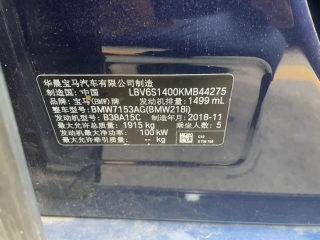 华晨宝马汽车有限公司制造
制造国：中国 LBV6S1400KMB44275
品牌：宝马(BMW)牌 发动机排量：1499 mL
整车型号：BMW7153AG(BMW218i)
发动机型号：B38A15C 制造年月：2018-11
最大允许总质量：1915 kg 乘坐人数：5
发动机最大净功率：100 kW
最大允许牵引质量：-- kg